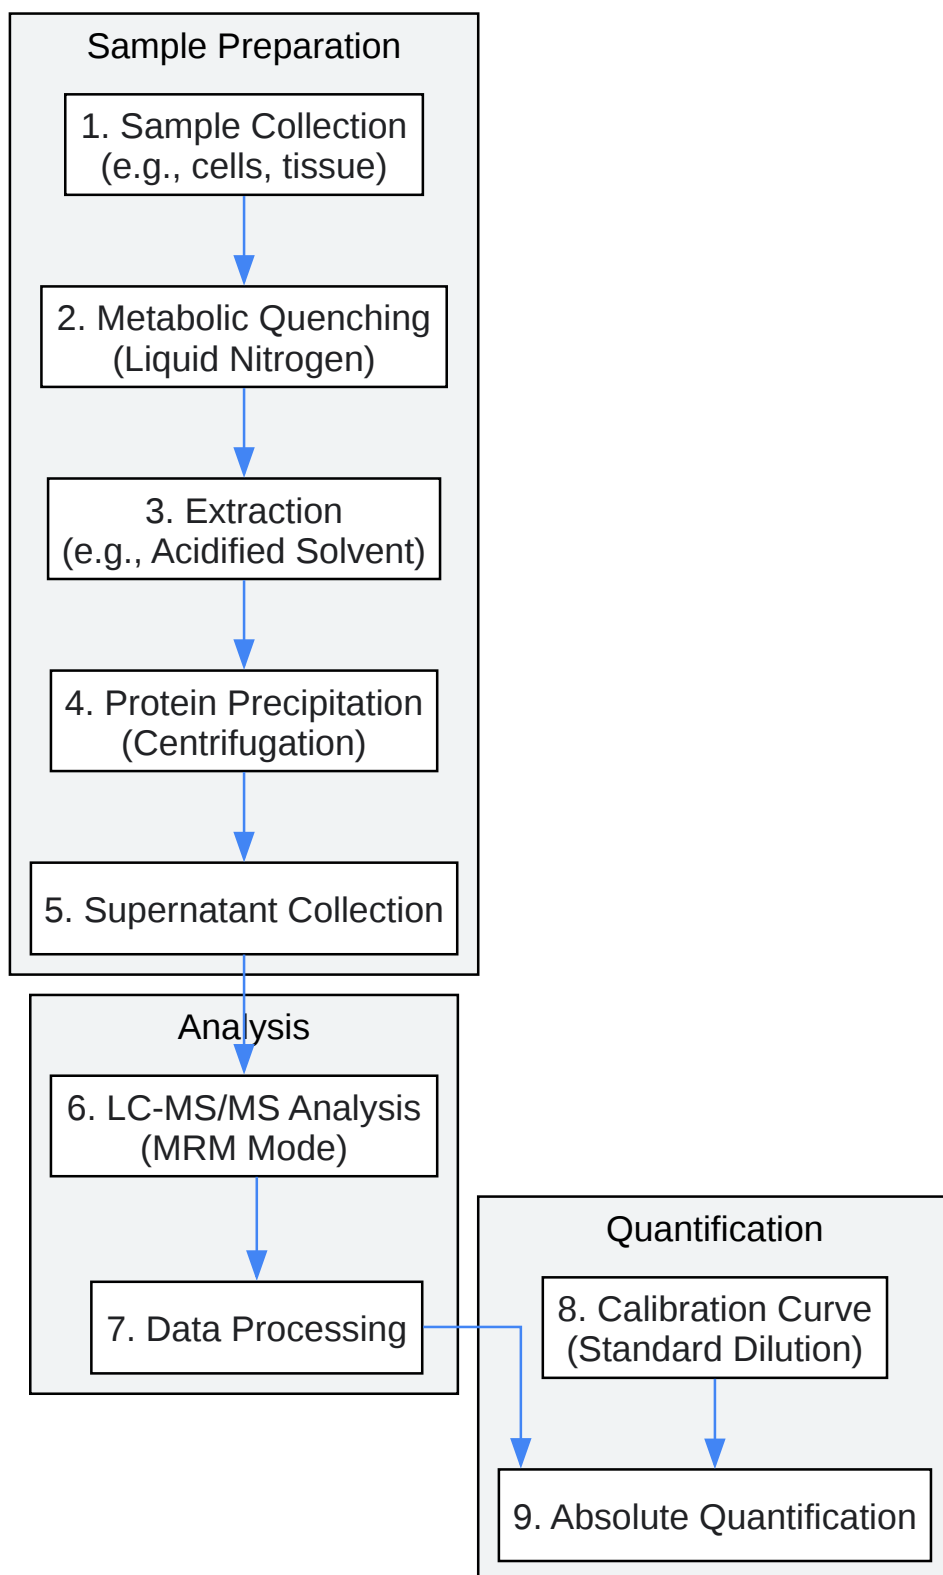 Sample Preparation
1. Sample Collection
(e.g., cells, tissue)
2. Metabolic Quenching
(Liquid Nitrogen)
3. Extraction
(e.g., Acidified Solvent)
4. Protein Precipitation
(Centrifugation)
5. Supernatant Collection
Analysis
6. LC-MS/MS Analysis
(MRM Mode)
7. Data Processing
Quantification
8. Calibration Curve
(Standard Dilution)
9. Absolute Quantification